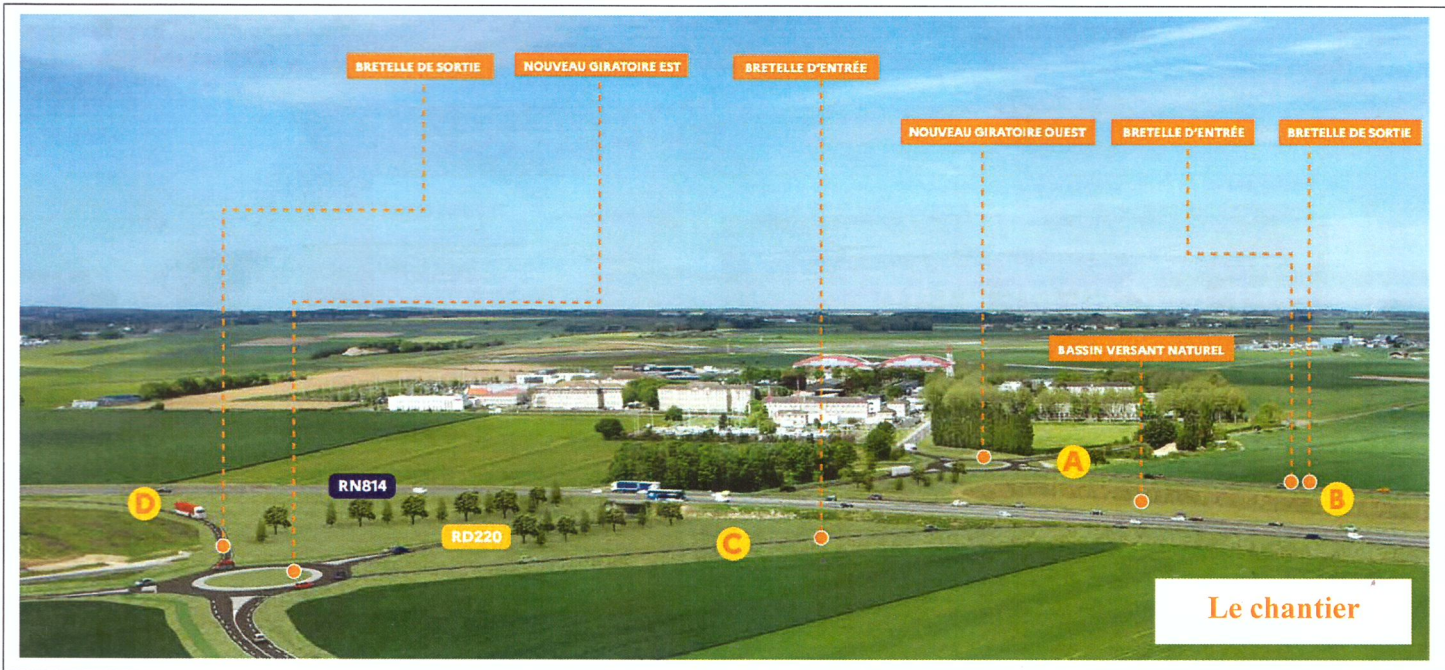 BRETELLE DE SORTIE
NOUVEAU GIRATOIRE EST
BRETELLE D'ENTRÉE
NOUVEAU GIRATOIRE OUEST
BRETELLE D'ENTRÉE
BRETELLE DE SORTIE
BASSIN VERSANT NATUREL
A
RN814
D
B
RD220
C
Le chantier